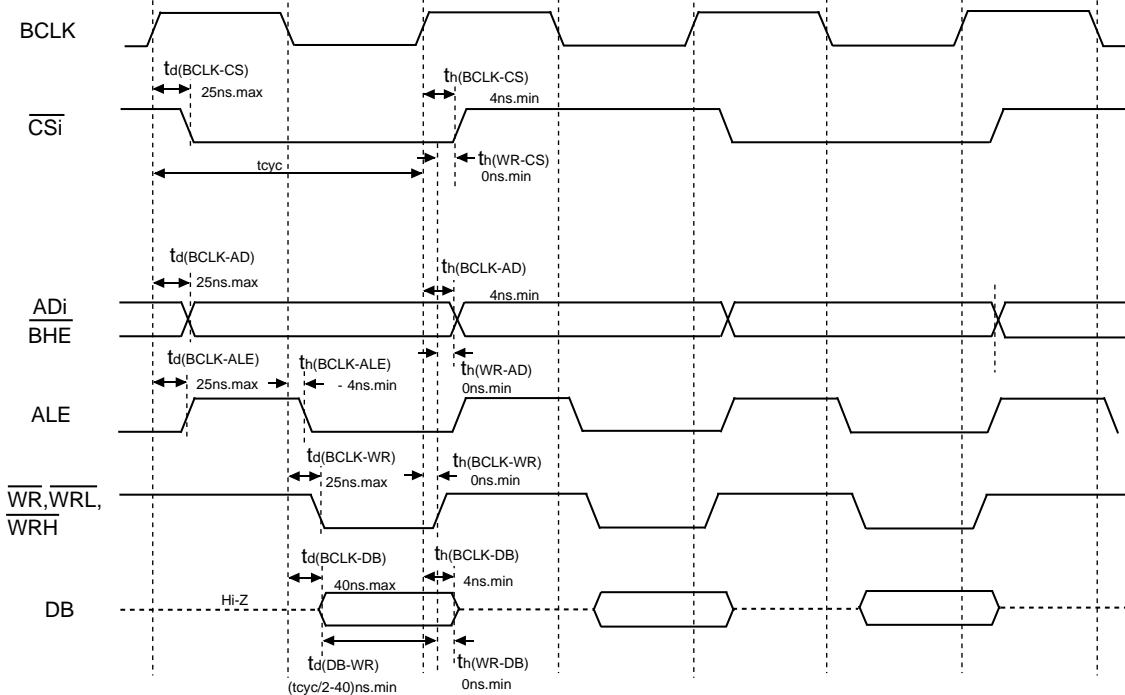 BCLK
td(BCLK-CS)
25ns.max
th(BCLK-CS)
4ns.min
CSi
th(WR-CS)
0ns.min
tcyc
td(BCLK-AD)
25ns.max
th(BCLK-AD)
4ns.min
ADi
BHE
td(BCLK-ALE)
25ns.max
th(BCLK-ALE)
- 4ns.min
th(WR-AD)
0ns.min
ALE
td(BCLK-WR)
25ns.max
th(BCLK-WR)
0ns.min
WR,WRL,
WRH
td(BCLK-DB)
40ns.max
th(BCLK-DB)
4ns.min
DB
Hi-Z
td(DB-WR)
(tcyc/2-40)ns.min
th(WR-DB)
0ns.min